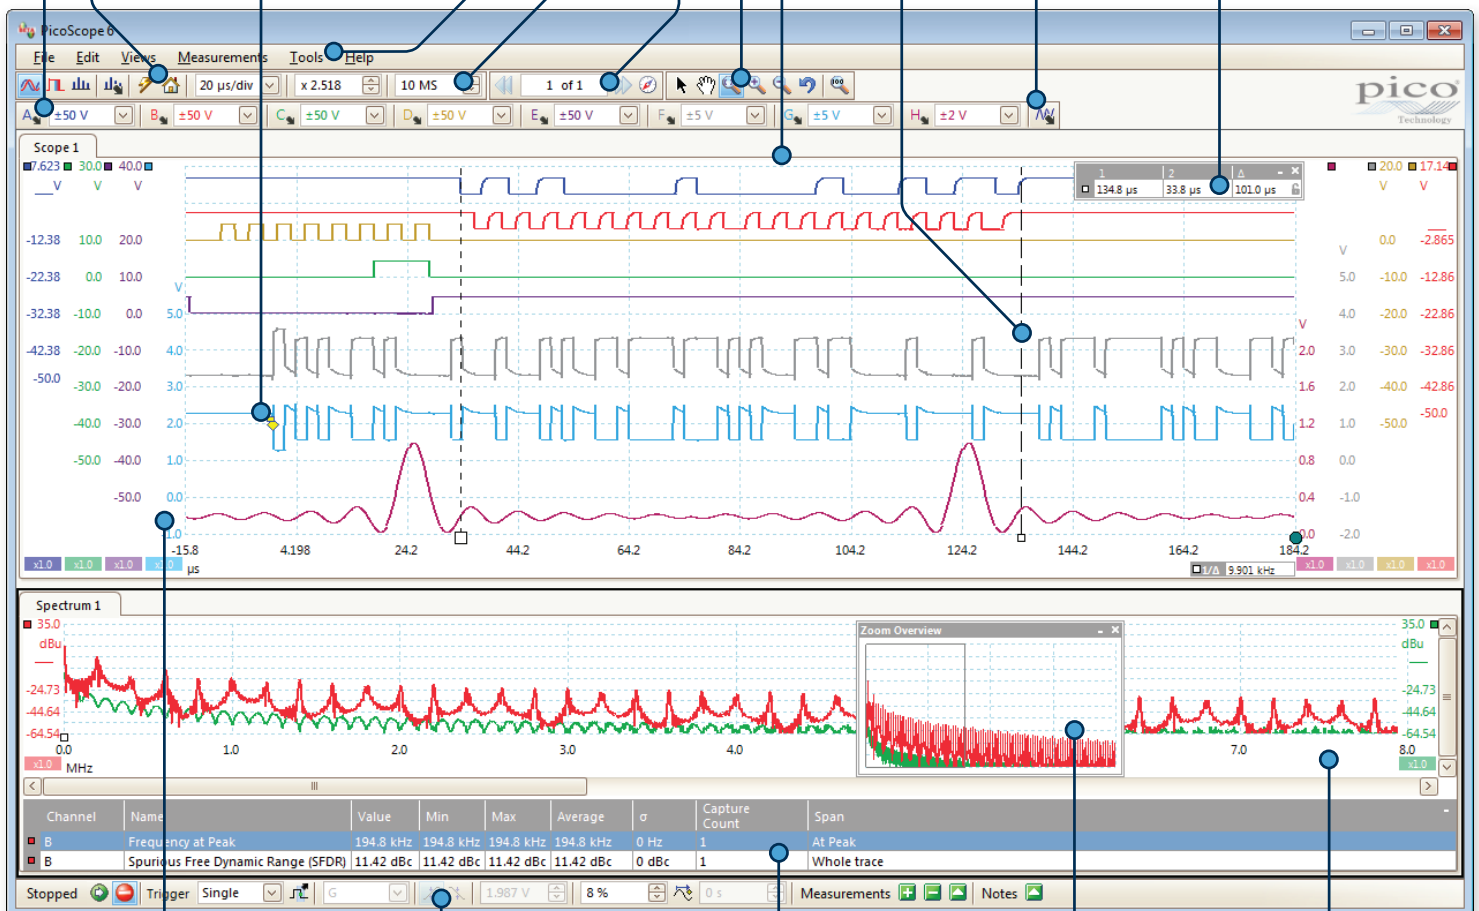 PicoScope 6
File Edit Views Measurements Tools Help
20 µs/div x 2.518 10 MS 1 of 1
A ±50 V B ±50 V C ±50 V D ±50 V E ±50 V F ±5 V G ±5 V H ±2 V
pico
Technology
Scope 1
7.623 30.0 40.0 20.0 17.14
V V V V V
1 2 Δ
134.8 µs 33.8 µs 101.0 µs
-12.38 10.0 20.0 0.0 -2.865
V
-22.38 0.0 10.0 5.0 -10.0 -12.86
V
-32.38 -10.0 0.0 5.0 4.0 -20.0 -22.86
V
-42.38 -20.0 -10.0 4.0 2.0 3.0 -30.0 -32.86
-50.0 -30.0 -20.0 3.0 1.6 2.0 -40.0 -42.86
-40.0 -30.0 2.0 1.2 1.0 -50.0 -50.0
-50.0 -40.0 1.0 0.8 0.0
-50.0 0.0 0.4 -1.0
-1.0 0.0 -2.0
-15.8 4.198 24.2 44.2 64.2 84.2 104.2 124.2 144.2 164.2 184.2
x1.0 x1.0 x1.0 µs 1/Δ 9.901 kHz x1.0 x1.0 x1.0 x1.0
Spectrum 1
35.0 35.0
dBu dBu
Zoom Overview
-24.73 -24.73
-44.64 -44.64
-64.54 -64.54
0.0 1.0 2.0 3.0 4.0 7.0 8.0
x1.0 MHz x1.0
Channel Name Value Min Max Average σ Capture Count Span
B Frequency at Peak 194.8 kHz 194.8 kHz 194.8 kHz 194.8 kHz 0 Hz 1 At Peak
B Spurious Free Dynamic Range (SFDR) 11.42 dBc 11.42 dBc 11.42 dBc 11.42 dBc 0 dBc 1 Whole trace
Stopped Trigger Single G 1.987 V 8 % 0 s Measurements Notes